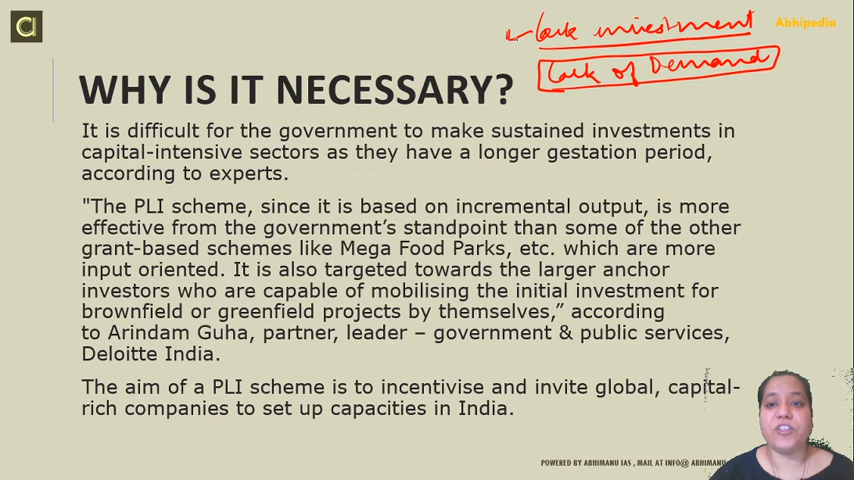 Lack investment
Abhipedia
Lack of Demand
WHY IS IT NECESSARY?
It is difficult for the government to make sustained investments in
capital-intensive sectors as they have a longer gestation period,
according to experts.
"The PLI scheme, since it is based on incremental output, is more
effective from the government’s standpoint than some of the other
grant-based schemes like Mega Food Parks, etc. which are more
input oriented. It is also targeted towards the larger anchor
investors who are capable of mobilising the initial investment for
brownfield or greenfield projects by themselves,” according
to Arindam Guha, partner, leader – government & public services,
Deloitte India.
The aim of a PLI scheme is to incentivise and invite global, capital-
rich companies to set up capacities in India.
POWERED BY ABHIMANU IAS , MAIL AT INFO@ ABHIMANU